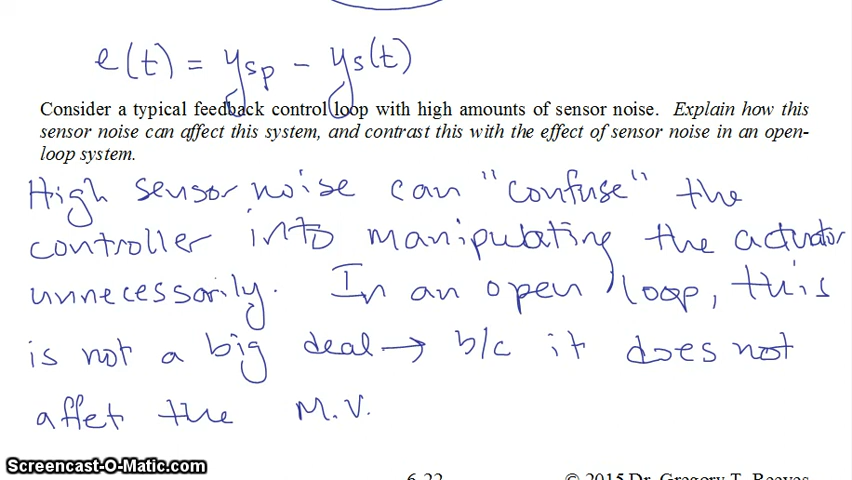 e(t) = ysp - ys(t)
Consider a typical feedback control loop with high amounts of sensor noise. Explain how this
sensor noise can affect this system, and contrast this with the effect of sensor noise in an open-
loop system.
High sensor noise can "confuse" the
controller into manipulating the actuator
unnecessarily. In an open loop, this
is not a big deal → b/c it does not
affet the M.V.
Screencast-O-Matic.com
6-22 © 2015 Dr. Gregory T. Reeves